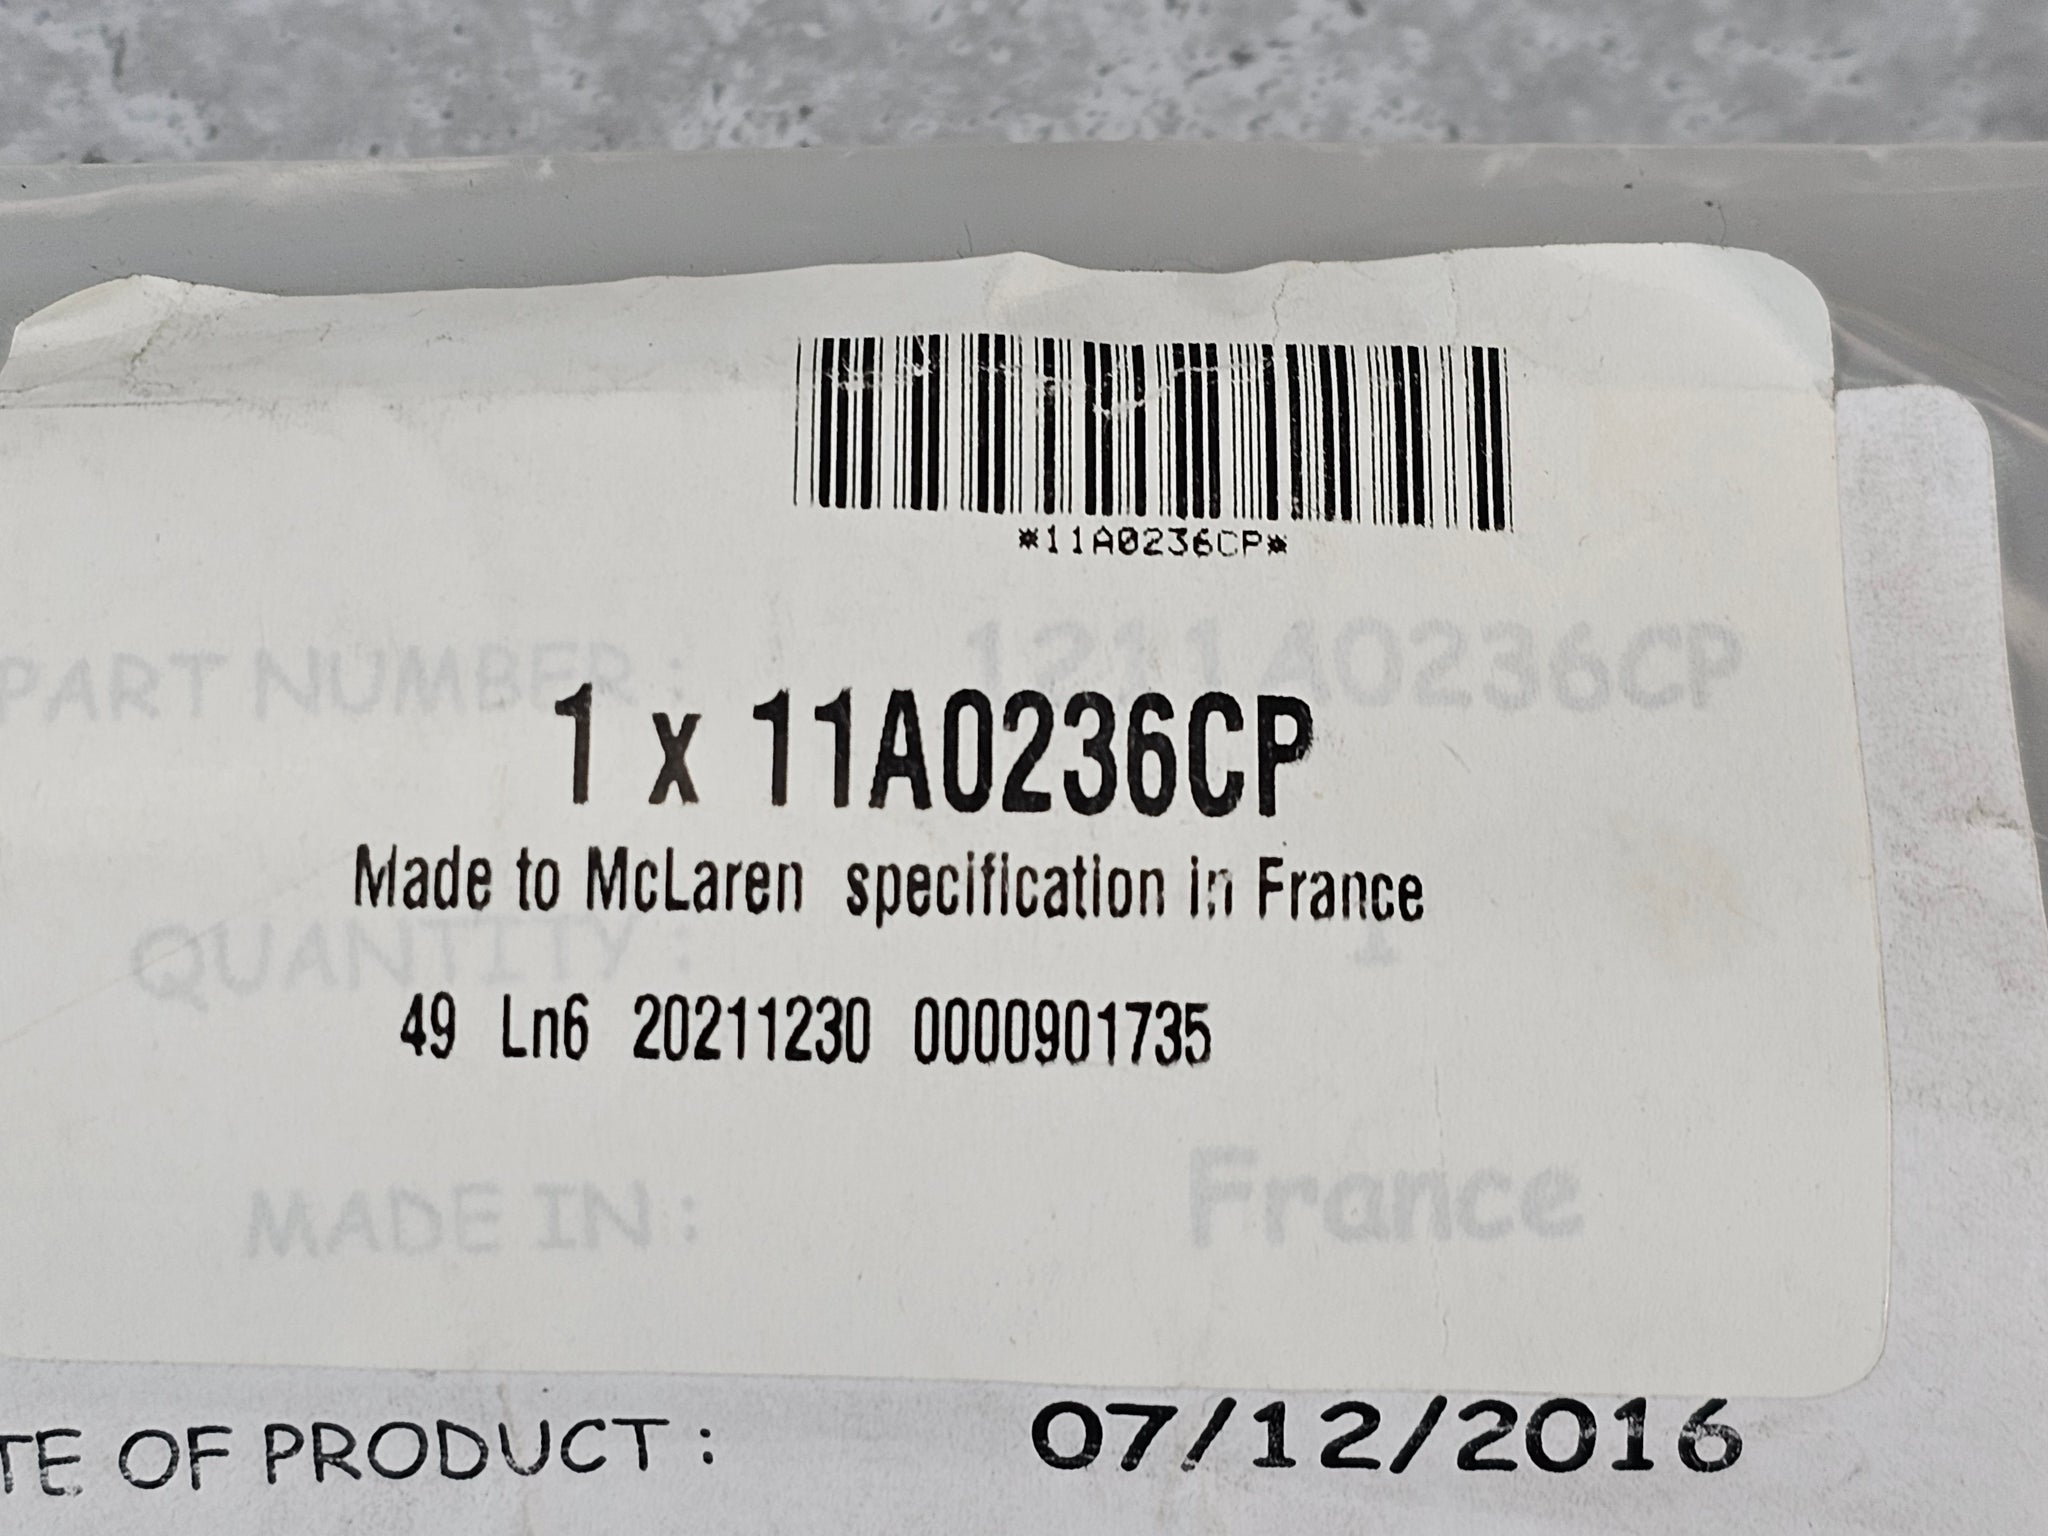 *11A0236CP*
PART NUMBER : 1211A0236CP
1 x 11A0236CP
Made to McLaren specification in France
QUANTITY : 1
49 Ln6 20211230 0000901735
MADE IN : France
TE OF PRODUCT : 07/12/2016